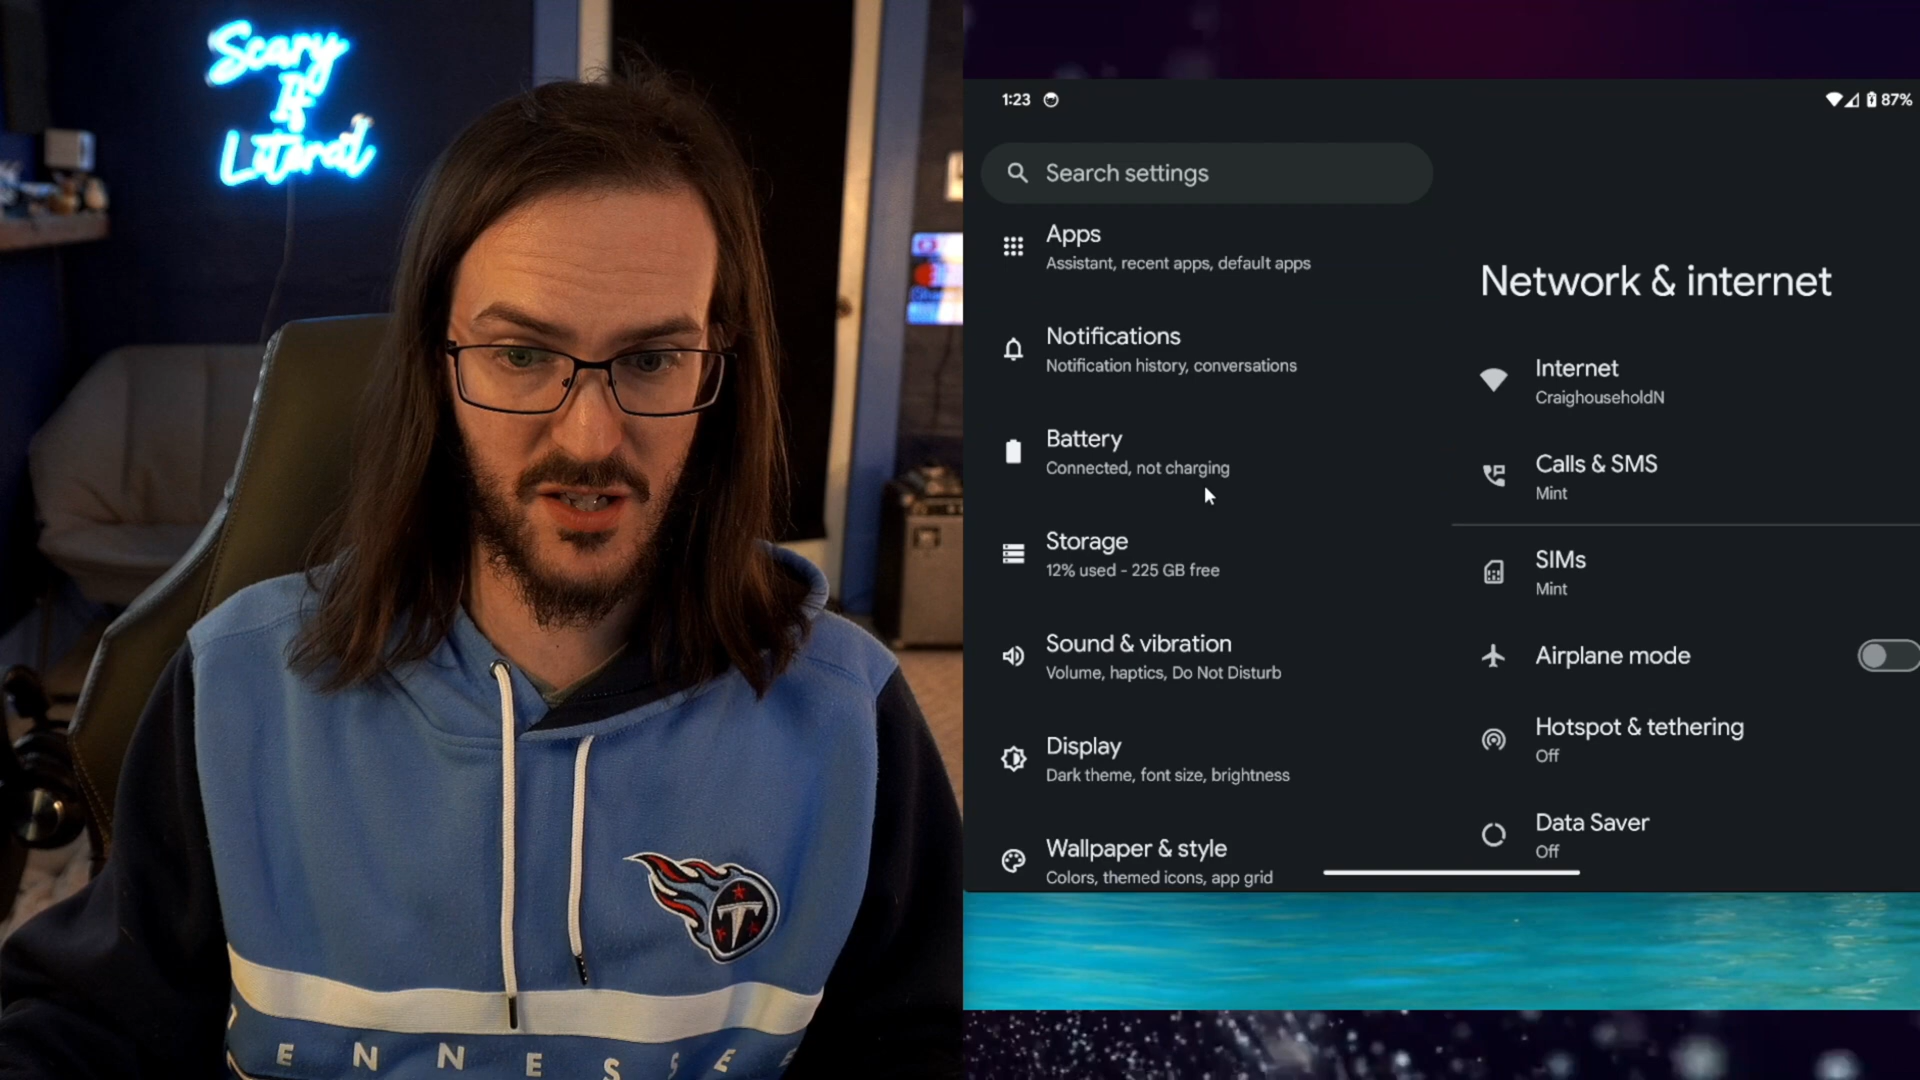 Scary
If
Literal
T
TENNESSEE
1:23
87%
Search settings
Apps
Assistant, recent apps, default apps
Notifications
Notification history, conversations
Battery
Connected, not charging
Storage
12% used - 225 GB free
Sound & vibration
Volume, haptics, Do Not Disturb
Display
Dark theme, font size, brightness
Wallpaper & style
Colors, themed icons, app grid
Network & internet
Internet
CraighouseholdN
Calls & SMS
Mint
SIMs
Mint
Airplane mode
Hotspot & tethering
Off
Data Saver
Off